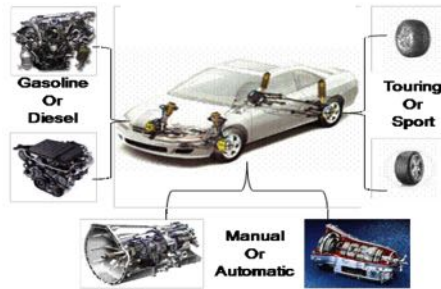 Gasoline
Or
Diesel
Touring
Or
Sport
Manual
Or
Automatic